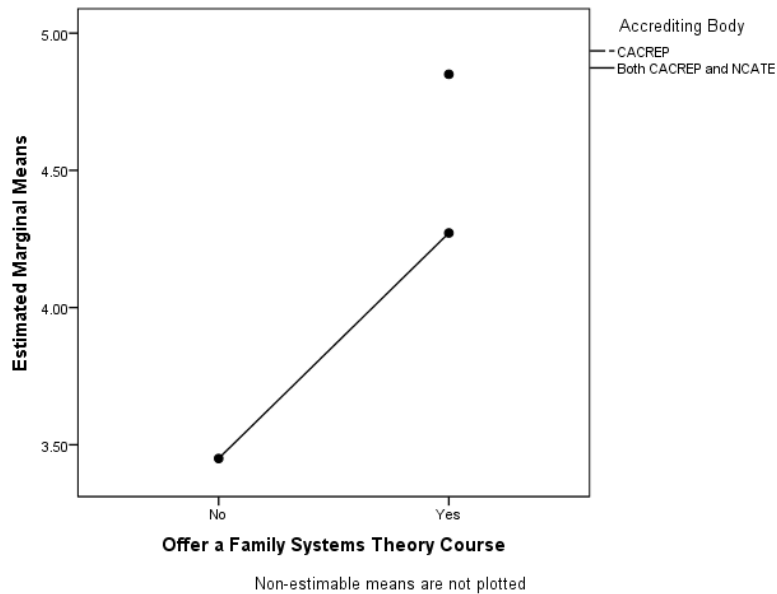 Accrediting Body
CACREP
Both CACREP and NCATE
Estimated Marginal Means
5.00
4.50
4.00
3.50
No Yes
Offer a Family Systems Theory Course
Non-estimable means are not plotted